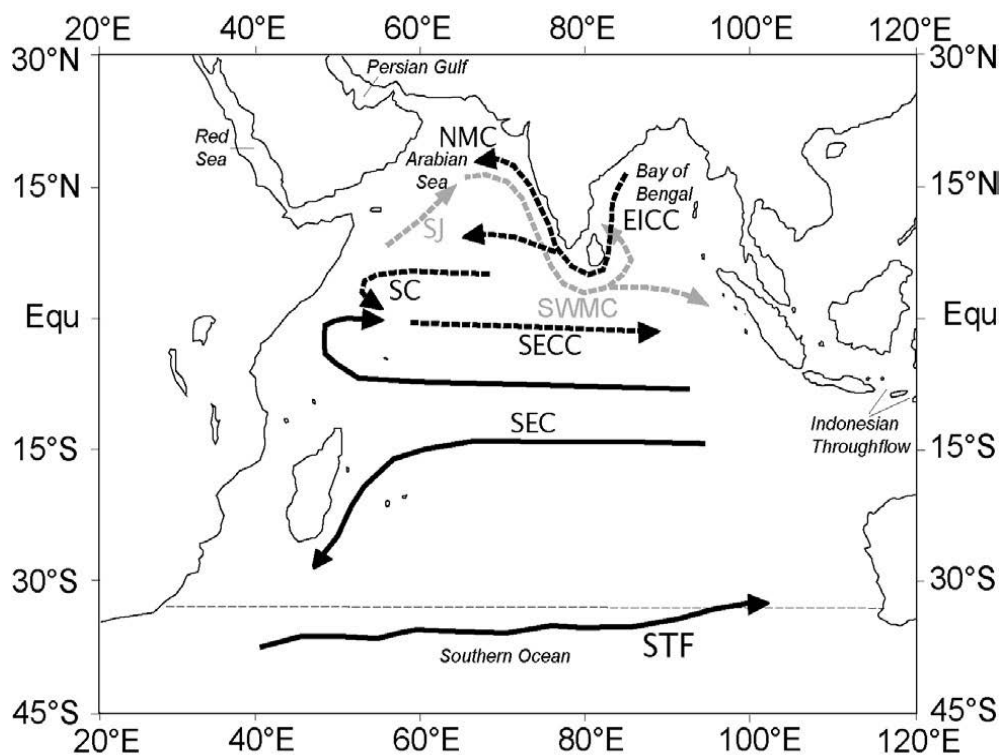 20°E 40°E 60°E 80°E 100°E 120°E
30°N 30°N
Persian Gulf
NMC
Red
Sea
Arabian
Sea
Bay of
Bengal
15°N 15°N
EICC
SJ
SC
SWMC
Equ Equ
SECC
SEC
Indonesian
Throughflow
15°S 15°S
30°S 30°S
STF
Southern Ocean
45°S 45°S
20°E 40°E 60°E 80°E 100°E 120°E